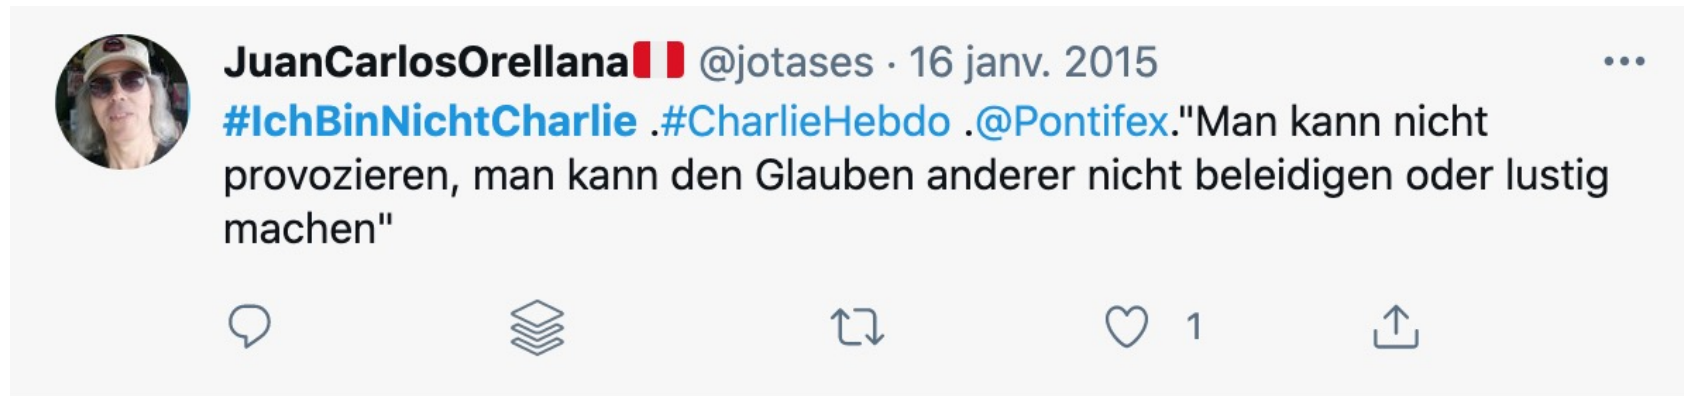 JuanCarlosOrellana🇵🇪 @jotases · 16 janv. 2015
#IchBinNichtCharlie .#CharlieHebdo .@Pontifex."Man kann nicht
provozieren, man kann den Glauben anderer nicht beleidigen oder lustig
machen"
1